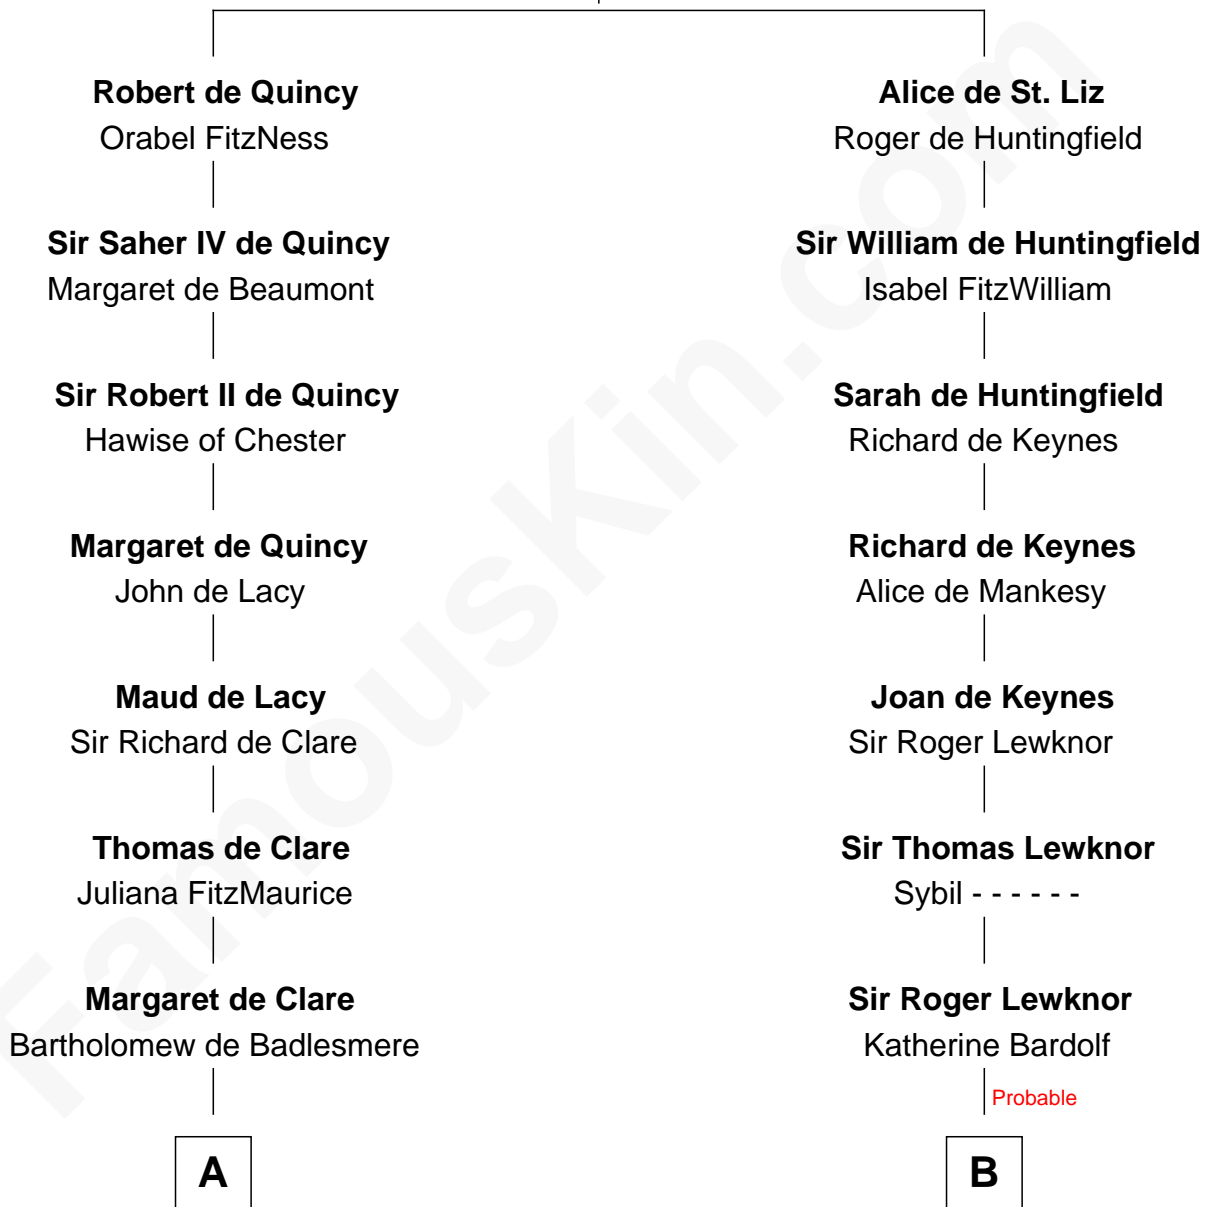 Robert de Quincy
Orabel FitzNess
Sir Saher IV de Quincy
Margaret de Beaumont
Sir Robert II de Quincy
Hawise of Chester
Margaret de Quincy
John de Lacy
Maud de Lacy
Sir Richard de Clare
Thomas de Clare
Juliana FitzMaurice
Margaret de Clare
Bartholomew de Badlesmere
A
Alice de St. Liz
Roger de Huntingfield
Sir William de Huntingfield
Isabel FitzWilliam
Sarah de Huntingfield
Richard de Keynes
Richard de Keynes
Alice de Mankesy
Joan de Keynes
Sir Roger Lewknor
Sir Thomas Lewknor
Sybil - - - - - -
Sir Roger Lewknor
Katherine Bardolf
Probable
B
FamousKin.com